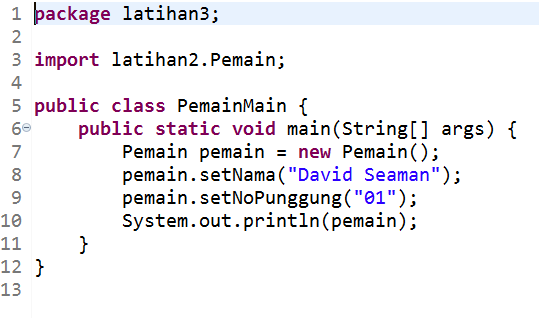 1 package latihan3;
2
3 import latihan2.Pemain;
4
5 public class PemainMain {
6     public static void main(String[] args) {
7         Pemain pemain = new Pemain();
8         pemain.setNama("David Seaman");
9         pemain.setNoPunggung("01");
10         System.out.println(pemain);
11     }
12 }
13